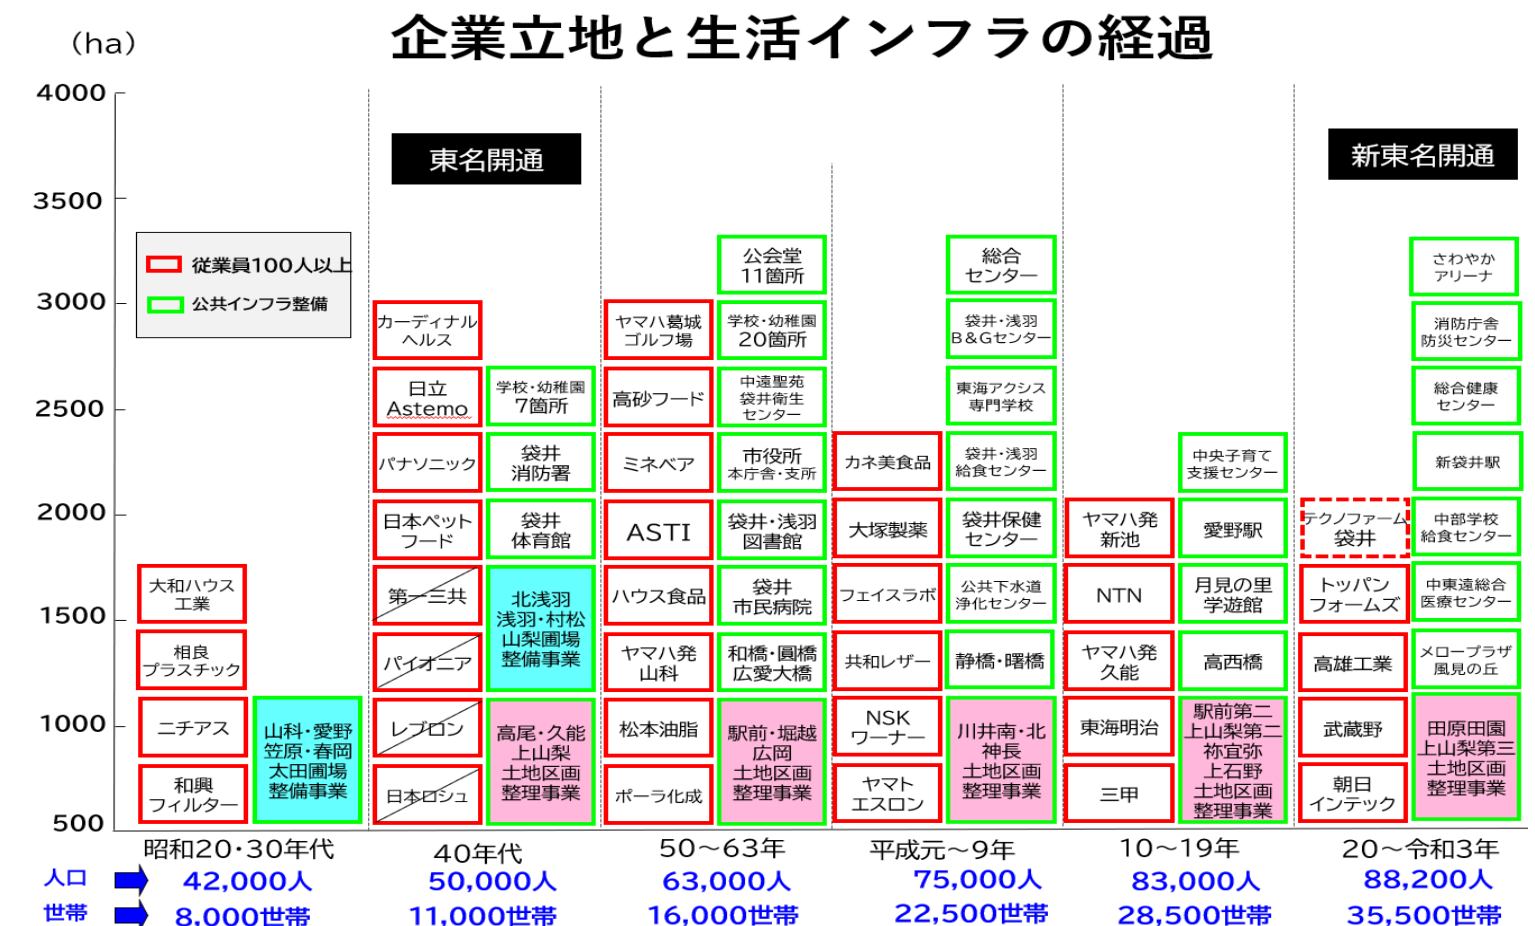 企業立地と生活インフラの経過
（ha）
4000
3500
3000
2500
2000
1500
1000
500
従業員100人以上
公共インフラ整備
東名開通
新東名開通
大和ハウス
工業
相良
プラスチック
ニチアス
和興
フィルター
山科・愛野
笠原・春岡
太田圃場
整備事業
カーディナル
ヘルス
日立
Astemo
パナソニック
日本ペット
フード
第一三共
パイオニア
レブロン
日本ロシュ
学校・幼稚園
7箇所
袋井
消防署
袋井
体育館
北浅羽
浅羽・村松
山梨圃場
整備事業
高尾・久能
上山梨
土地区画
整理事業
ヤマハ葛城
ゴルフ場
高砂フード
ミネベア
ASTI
ハウス食品
ヤマハ発
山科
松本油脂
ポーラ化成
公会堂
11箇所
学校・幼稚園
20箇所
中遠聖苑
袋井衛生
センター
市役所
本庁舎・支所
袋井・浅羽
図書館
袋井
市民病院
和橋・圓橋
広愛大橋
駅前・堀越
広岡
土地区画
整理事業
カネ美食品
大塚製薬
フェイスラボ
共和レザー
NSK
ワーナー
ヤマト
エスロン
総合
センター
袋井・浅羽
B＆Gセンター
東海アクシス
専門学校
袋井・浅羽
給食センター
袋井保健
センター
公共下水道
浄化センター
静橋・曙橋
川井南・北
神長
土地区画
整理事業
ヤマハ発
新池
NTN
ヤマハ発
久能
東海明治
三甲
中央子育て
支援センター
愛野駅
月見の里
学遊館
高西橋
駅前第二
上山梨第二
祢宜弥
上石野
土地区画
整理事業
テクノファーム
袋井
トッパン
フォームズ
高雄工業
武蔵野
朝日
インテック
さわやか
アリーナ
消防庁舎
防災センター
総合健康
センター
新袋井駅
中部学校
給食センター
中東遠総合
医療センター
メロープラザ
風見の丘
田原田園
上山梨第三
土地区画
整理事業
昭和20・30年代
40年代
50～63年
平成元～9年
10～19年
20～令和3年
人口
42,000人
50,000人
63,000人
75,000人
83,000人
88,200人
世帯
8,000世帯
11,000世帯
16,000世帯
22,500世帯
28,500世帯
35,500世帯